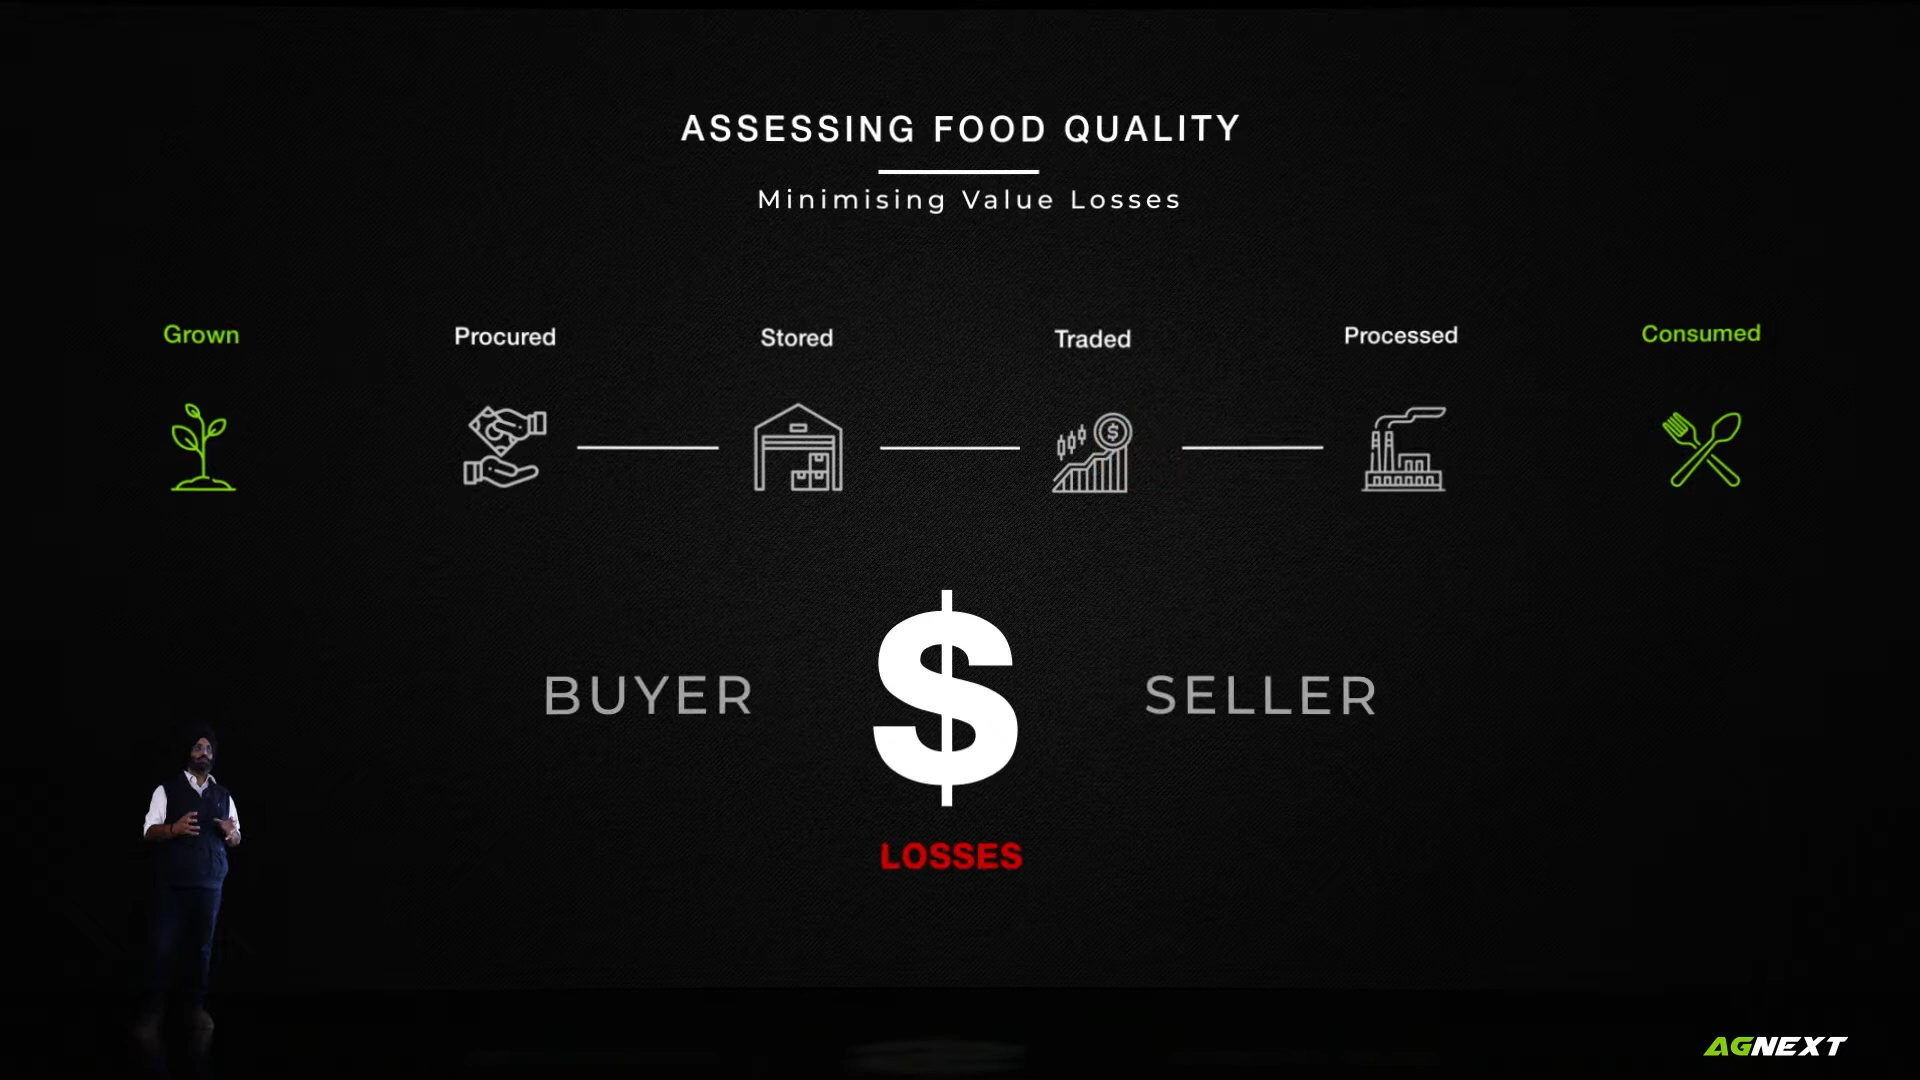 ASSESSING FOOD QUALITY
Minimising Value Losses
Grown
Procured
Stored
Traded
Processed
Consumed
BUYER
$
SELLER
LOSSES
AGNEXT